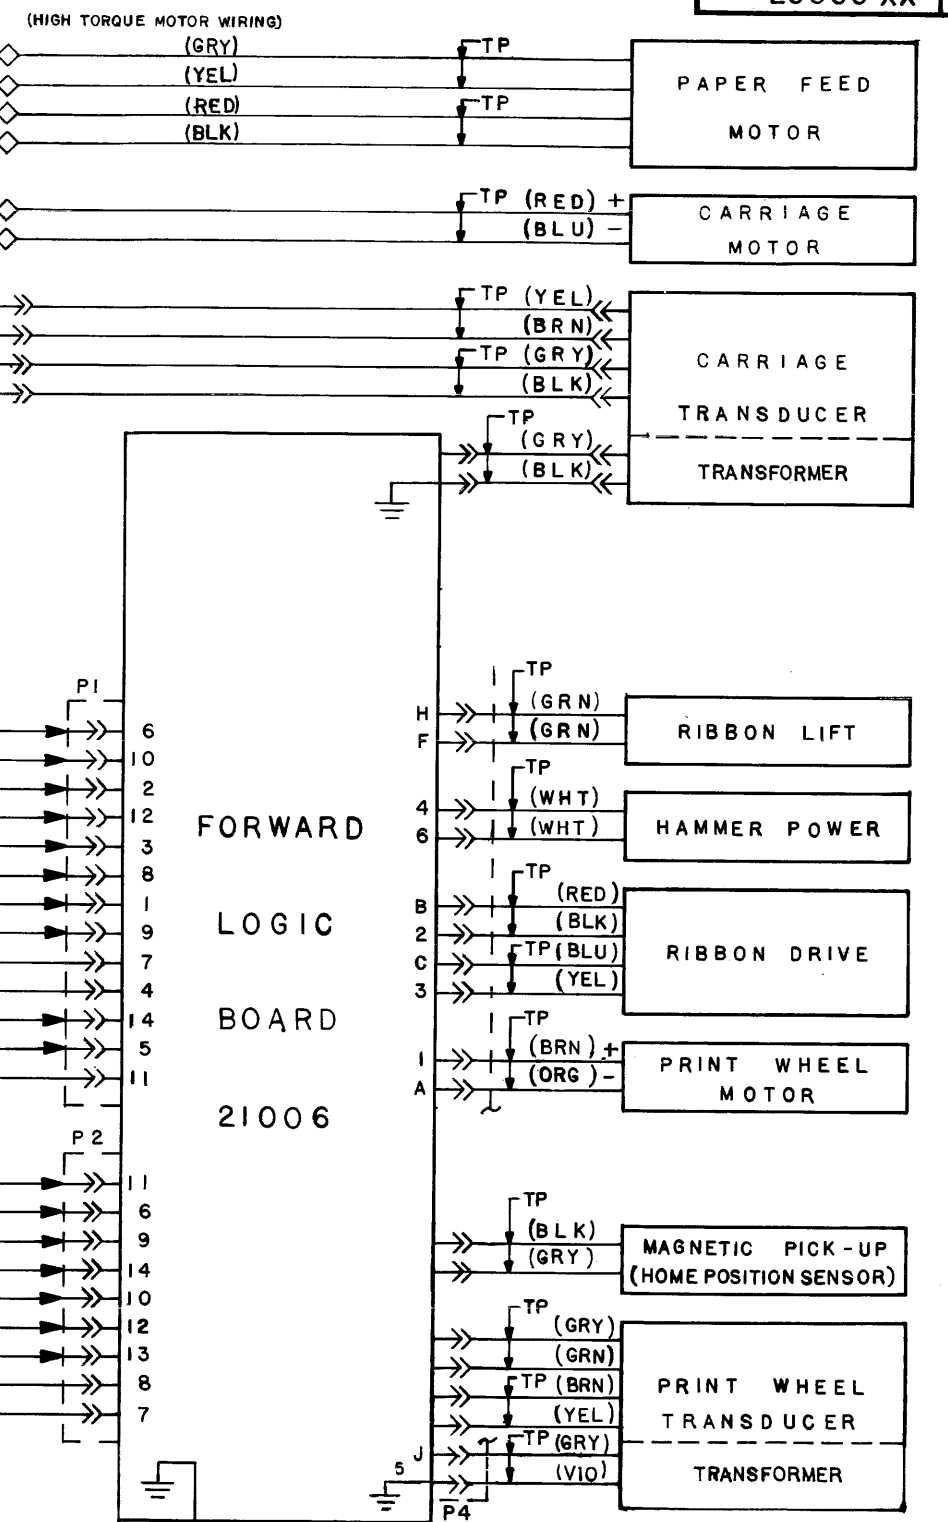 (HIGH TORQUE MOTOR WIRING)
(GRY)
TP
(YEL)
(RED)
TP
(BLK)
PAPER FEED
MOTOR
TP (RED) +
(BLU) -
CARRIAGE
MOTOR
TP (YEL)
(BRN)
TP (GRY)
(BLK)
CARRIAGE
TRANSDUCER
TP
(GRY)
(BLK)
TRANSFORMER
P1
6
10
2
12
3
8
1
9
7
4
14
5
11
P2
11
6
9
14
10
12
13
8
7
FORWARD
LOGIC
BOARD
21006
TP
H (GRN)
F (GRN)
RIBBON LIFT
TP
4 (WHT)
6 (WHT)
HAMMER POWER
TP
B (RED)
2 (BLK)
C TP (BLU)
3 (YEL)
RIBBON DRIVE
TP
1 (BRN) +
A (ORG) -
PRINT WHEEL
MOTOR
TP
(BLK)
(GRY)
MAGNETIC PICK-UP
(HOME POSITION SENSOR)
TP
(GRY)
(GRN)
TP (BRN)
(YEL)
PRINT WHEEL
TRANSDUCER
J TP (GRY)
5 (VIO)
TRANSFORMER
P4